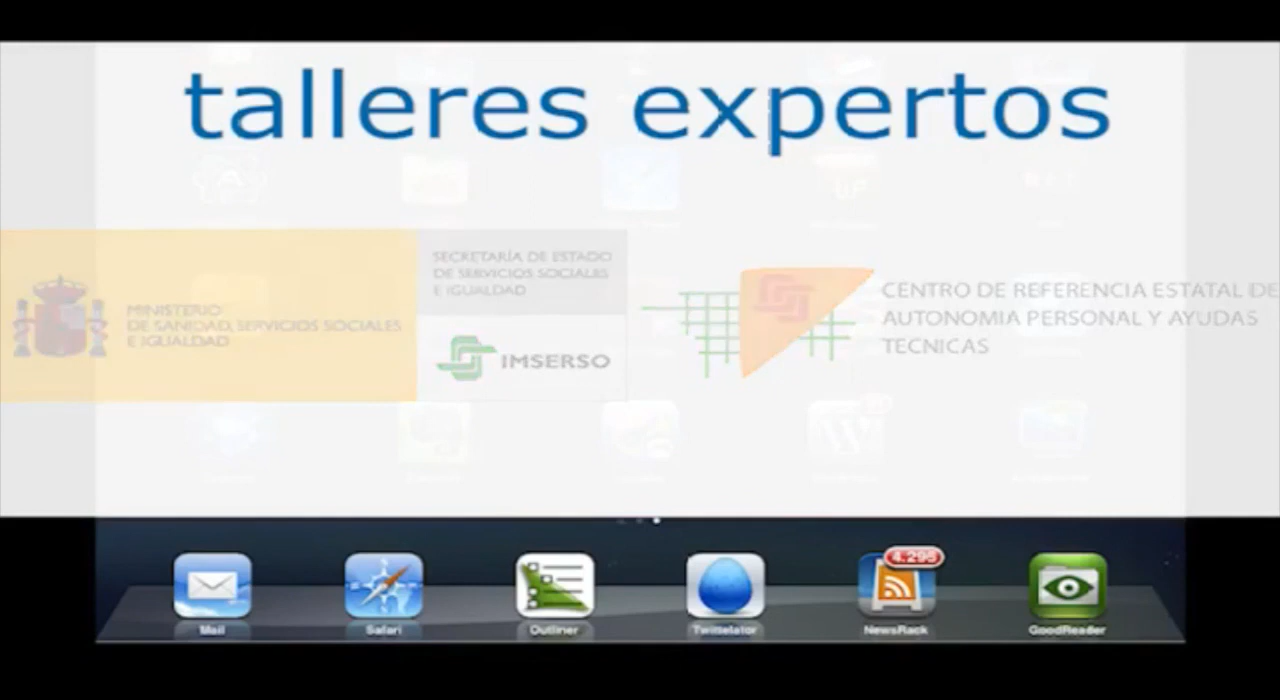 talleres expertos
MINISTERIO
DE SANIDAD, SERVICIOS SOCIALES
E IGUALDAD
SECRETARÍA DE ESTADO
DE SERVICIOS SOCIALES
E IGUALDAD
IMSERSO
CENTRO DE REFERENCIA ESTATAL DE
AUTONOMIA PERSONAL Y AYUDAS
TECNICAS
4.295
Mail
Safari
Outliner
Twittelator
NewsRack
GoodReader